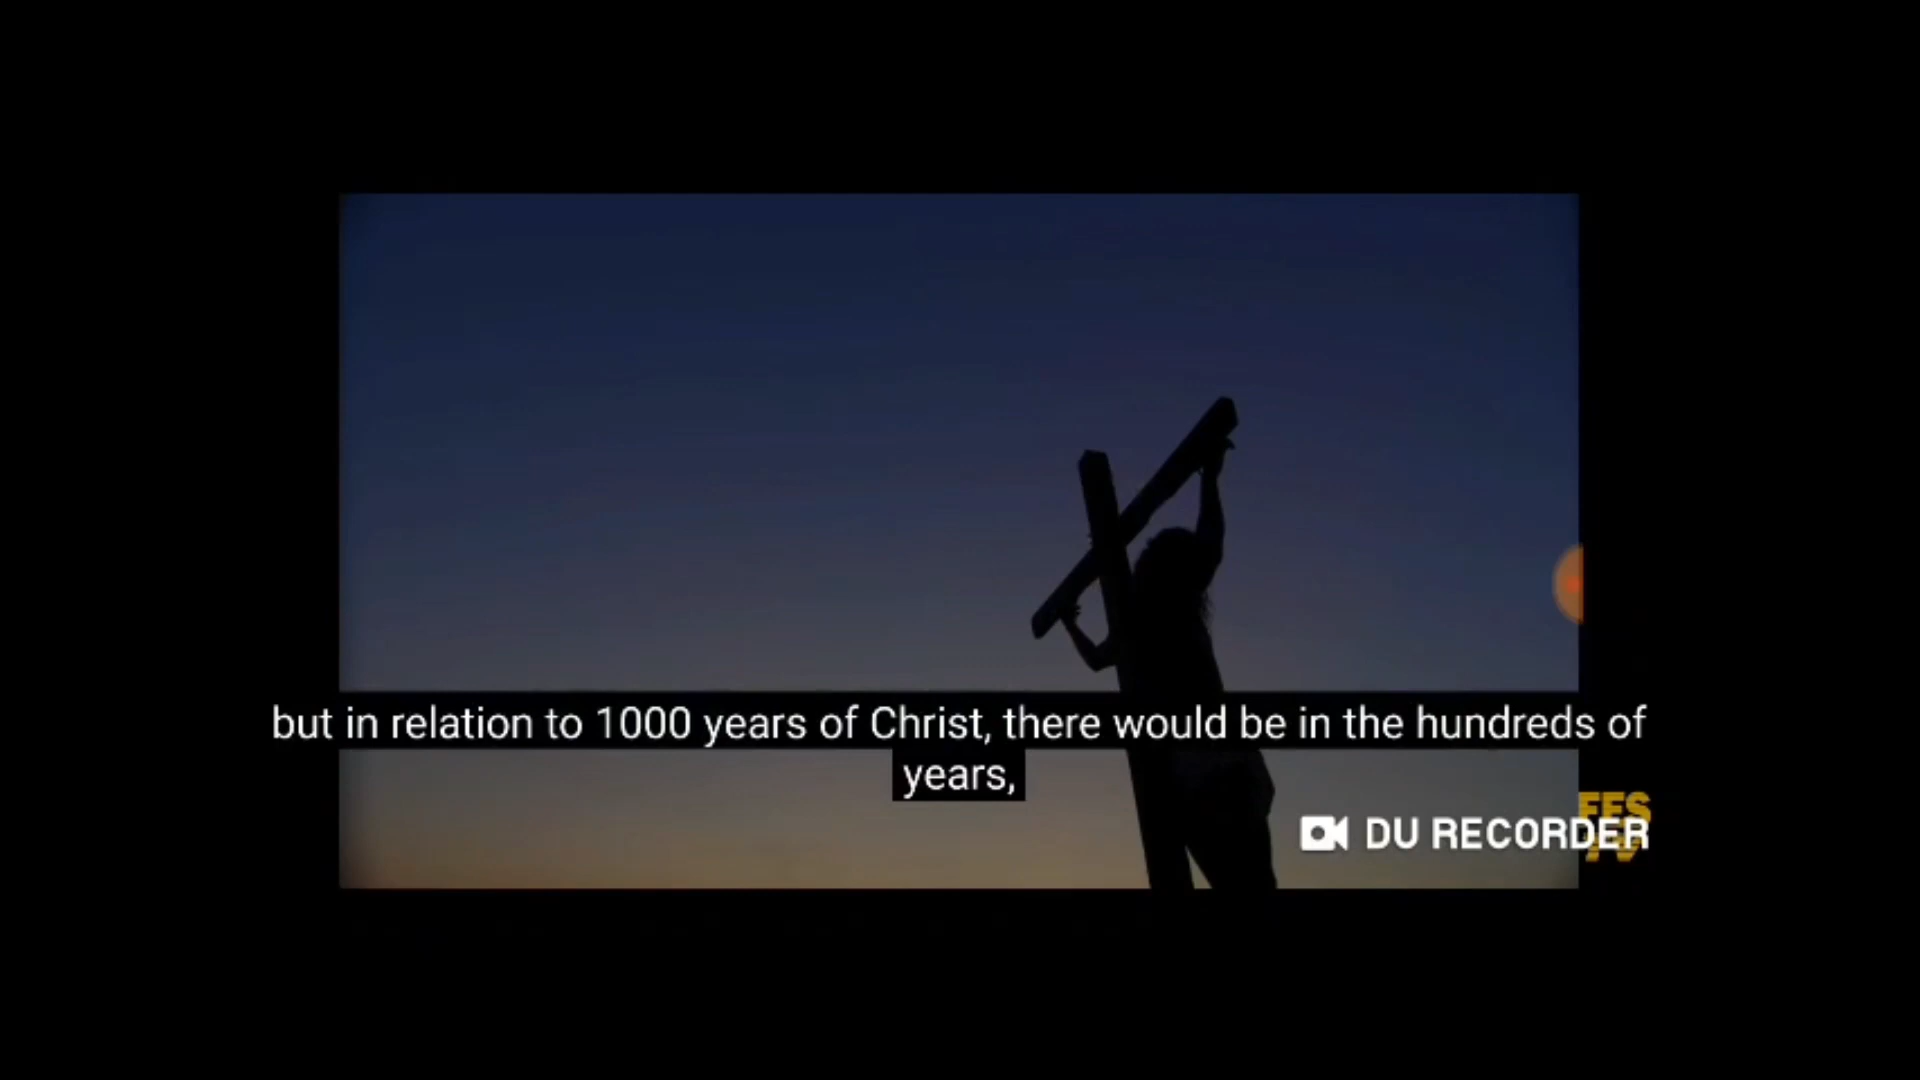 but in relation to 1000 years of Christ, there would be in the hundreds of
years,
DU RECORDER